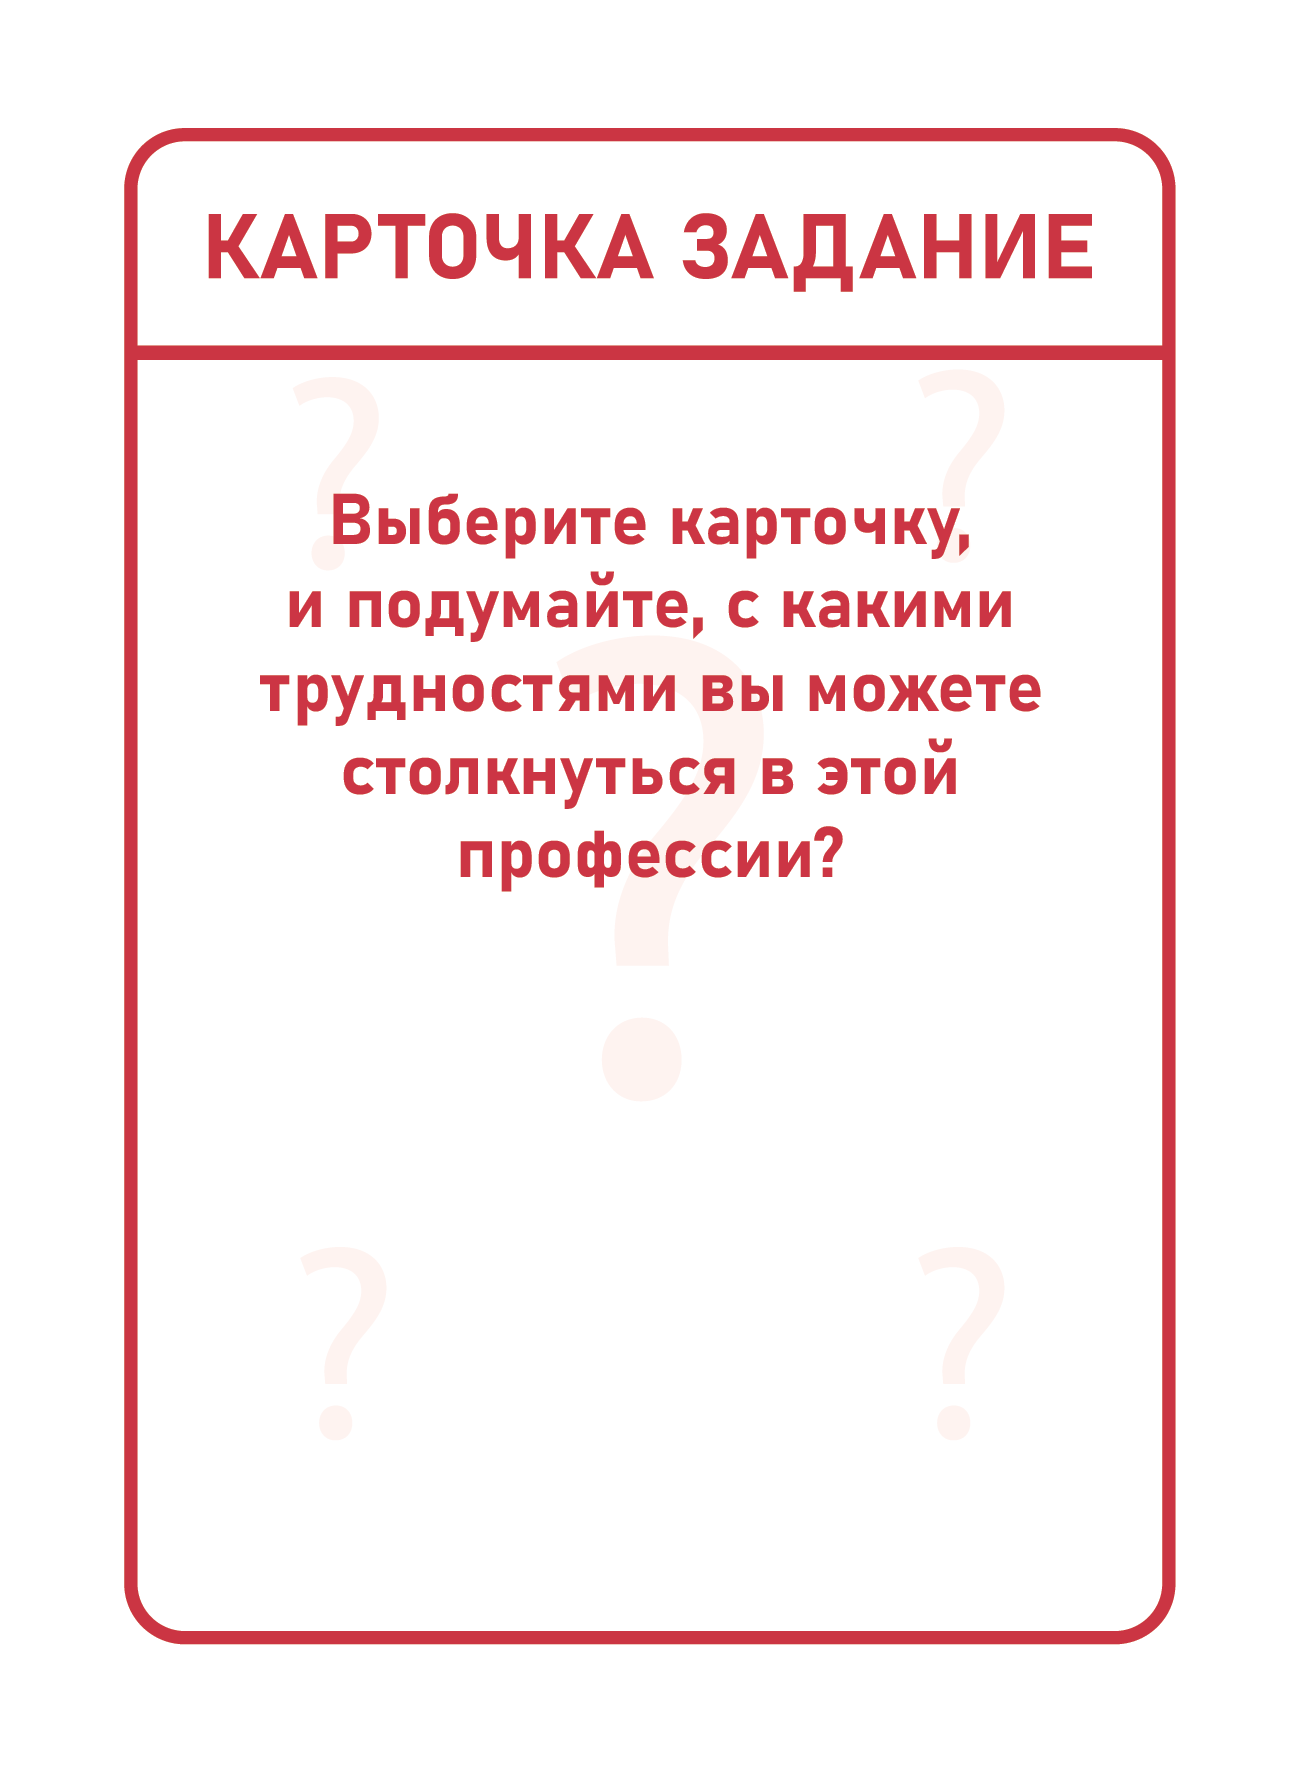 КАРТОЧКА ЗАДАНИЕ
Выберите карточку,
и подумайте, с какими
трудностями вы можете
столкнуться в этой
профессии?